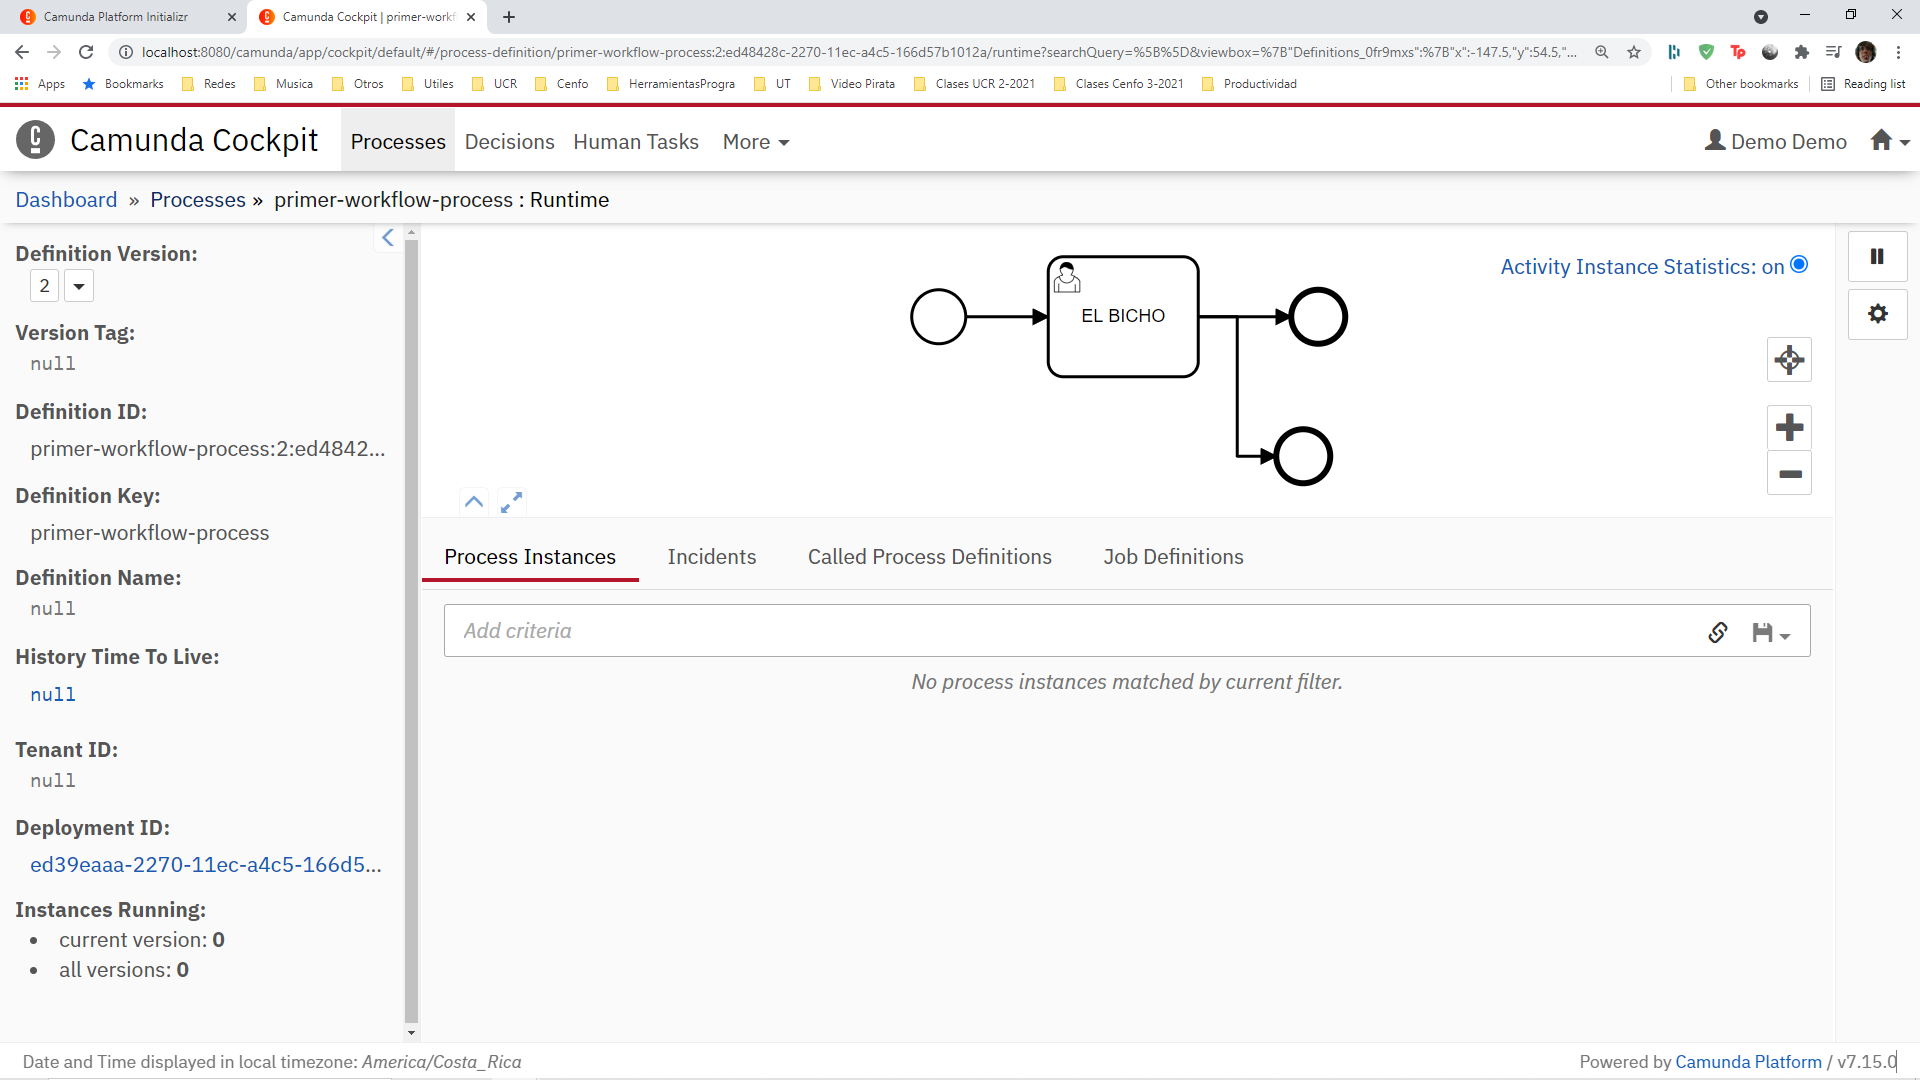 Camunda Platform Initializr
Camunda Cockpit | primer-workf
localhost:8080/camunda/app/cockpit/default/#/process-definition/primer-workflow-process:2:ed48428c-2270-11ec-a4c5-166d57b1012a/runtime?searchQuery=%5B%5D&viewbox=%7B"Definitions_0fr9mxs":%7B"x":-147.5,"y":54.5,"...
Apps Bookmarks Redes Musica Otros Utiles UCR Cenfo HerramientasProgra UT Video Pirata Clases UCR 2-2021 Clases Cenfo 3-2021 Productividad Other bookmarks Reading list
Camunda Cockpit Processes Decisions Human Tasks More Demo Demo
Dashboard » Processes » primer-workflow-process : Runtime
Definition Version:
2
Version Tag:
null
Definition ID:
primer-workflow-process:2:ed4842...
Definition Key:
primer-workflow-process
Definition Name:
null
History Time To Live:
null
Tenant ID:
null
Deployment ID:
ed39eaaa-2270-11ec-a4c5-166d5...
Instances Running:
• current version: 0
• all versions: 0
EL BICHO
Activity Instance Statistics: on
Process Instances Incidents Called Process Definitions Job Definitions
Add criteria
No process instances matched by current filter.
Date and Time displayed in local timezone: America/Costa_Rica
Powered by Camunda Platform / v7.15.0